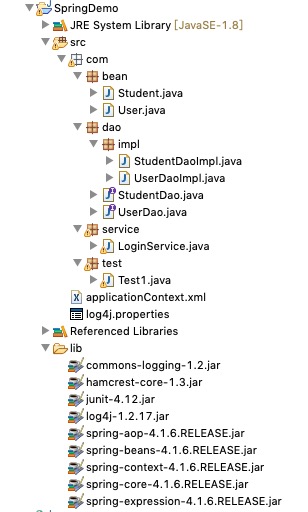 SpringDemo
JRE System Library [JavaSE-1.8]
src
com
bean
Student.java
User.java
dao
impl
StudentDaoImpl.java
UserDaoImpl.java
StudentDao.java
UserDao.java
service
LoginService.java
test
Test1.java
applicationContext.xml
log4j.properties
Referenced Libraries
lib
commons-logging-1.2.jar
hamcrest-core-1.3.jar
junit-4.12.jar
log4j-1.2.17.jar
spring-aop-4.1.6.RELEASE.jar
spring-beans-4.1.6.RELEASE.jar
spring-context-4.1.6.RELEASE.jar
spring-core-4.1.6.RELEASE.jar
spring-expression-4.1.6.RELEASE.jar